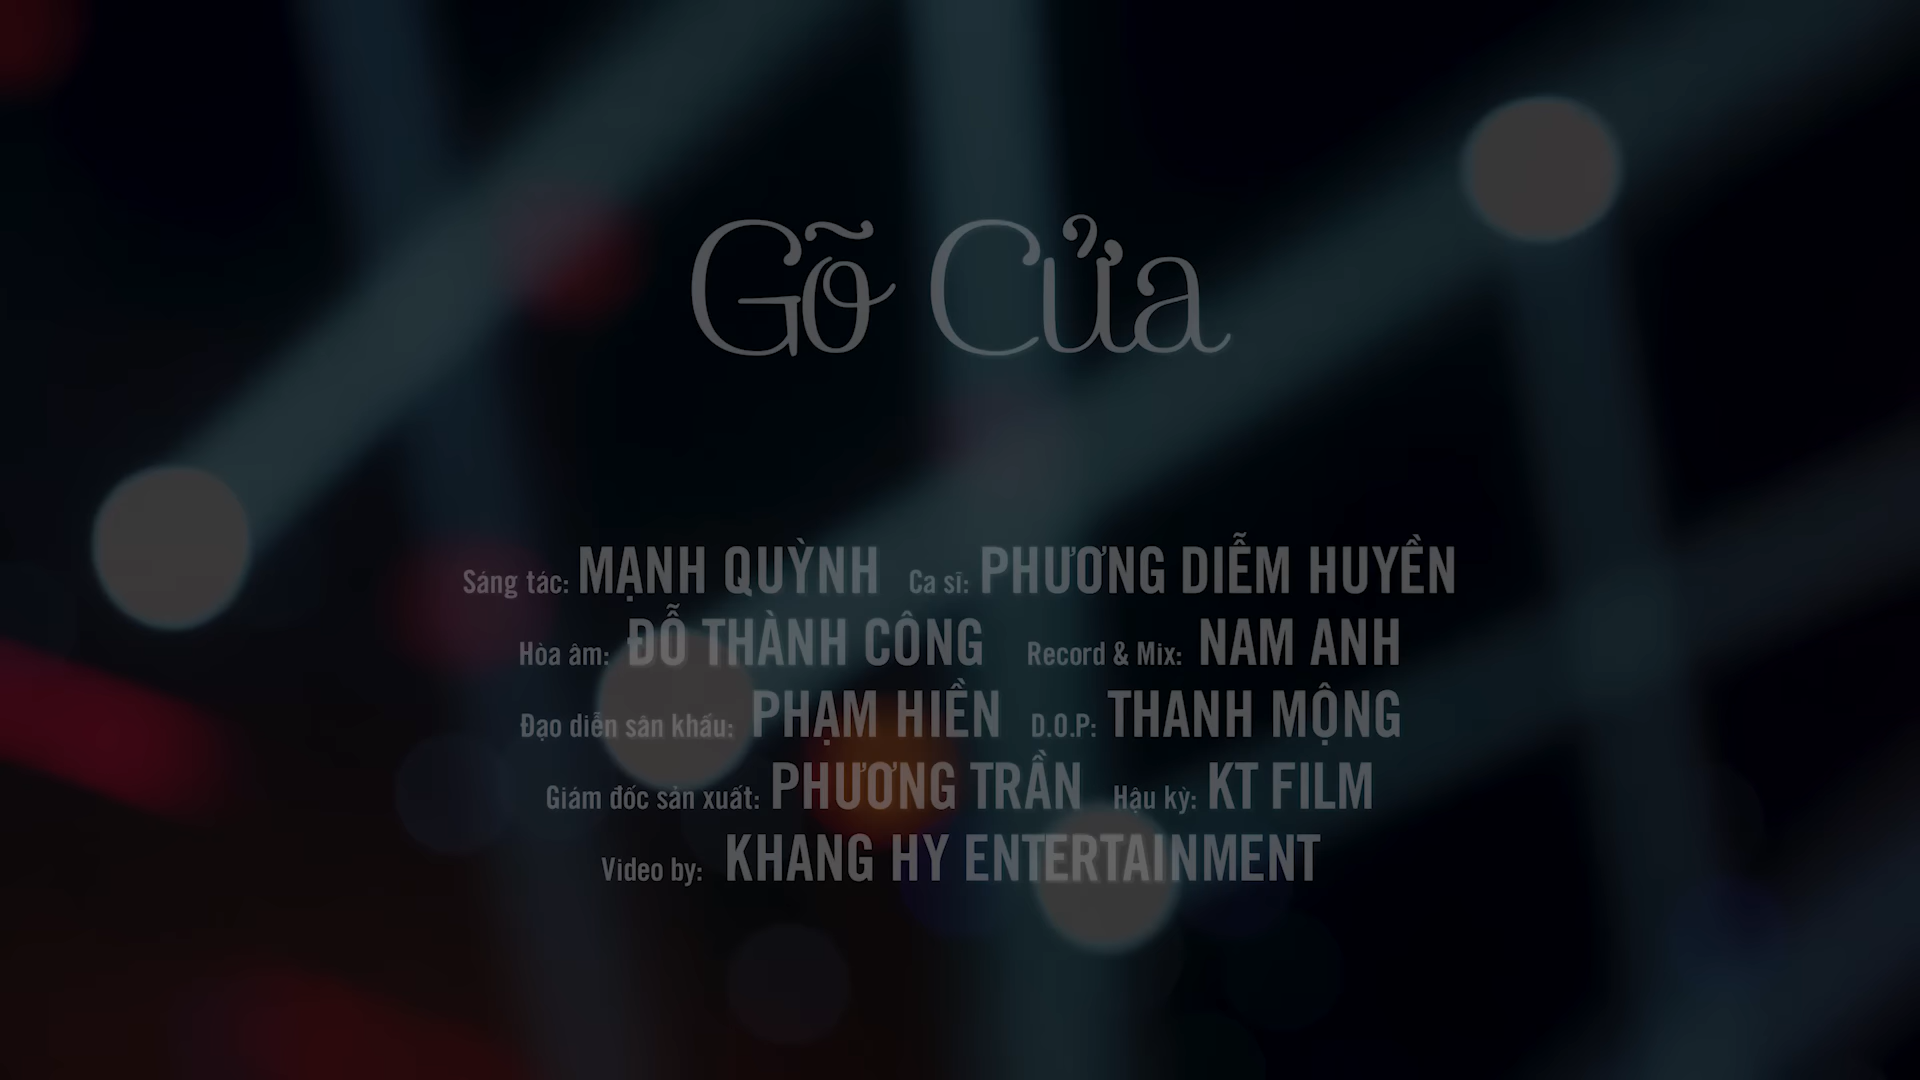 Gõ Cửa
Sáng tác: MẠNH QUỲNH Ca sĩ: PHƯƠNG DIỄM HUYỀN
Hòa âm: ĐỖ THÀNH CÔNG Record & Mix: NAM ANH
Đạo diễn sân khấu: PHẠM HIỀN D.O.P: THANH MỘNG
Giám đốc sản xuất: PHƯƠNG TRẦN Hậu kỳ: KT FILM
Video by: KHANG HY ENTERTAINMENT